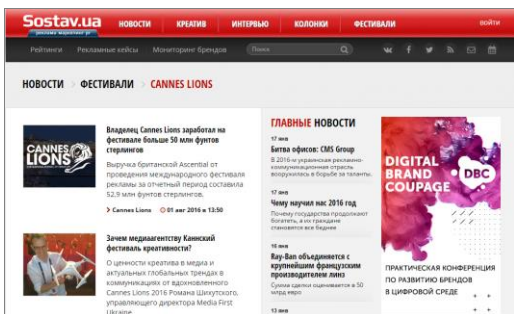 Sostav.ua
реклама маркетинг pr
НОВОСТИ КРЕАТИВ ИНТЕРВЬЮ КОЛОНКИ ФЕСТИВАЛИ ВОЙТИ
Рейтинги Рекламные кейсы Мониторинг брендов Поиск
НОВОСТИ ФЕСТИВАЛИ CANNES LIONS
CANNES
LIONS
Владелец Cannes Lions заработал на
фестивале больше 50 млн фунтов
стерлингов
Выручка британской Ascential от
проведения международного фестиваля
рекламы за отчетный период составила
52,9 млн фунтов стерлингов.
Cannes Lions 01 авг 2016 в 13:50
Зачем медиаагентству Каннский
фестиваль креативности?
О ценности креатива в медиа и
актуальных глобальных трендах в
коммуникациях от вдохновленного
Cannes Lions 2016 Романа Шихутского,
управляющего директора Media First
Ukraine
ГЛАВНЫЕ НОВОСТИ
17 янв
Битва офисов: CMS Group
В 2016-м украинская рекламно-
коммуникационная отрасль
вооружилась в борьбе за таланты.
17 янв
Чему научил нас 2016 год
Почему государства продолжают
богатеть, а их граждане
становятся все беднее
16 янв
Ray-Ban объединяется с
крупнейшим французским
производителем линз
Сумма сделки оценивается в 50
млрд евро
13 янв
DIGITAL
BRAND
COUPAGE
DBC
ПРАКТИЧЕСКАЯ КОНФЕРЕНЦИЯ
ПО РАЗВИТИЮ БРЕНДОВ
В ЦИФРОВОЙ СРЕДЕ